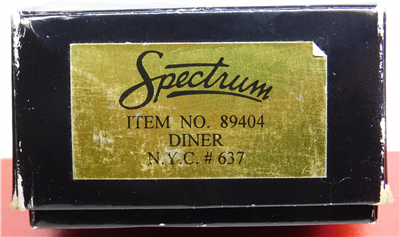 Spectrum
ITEM NO. 89404
DINER
N.Y.C. # 637